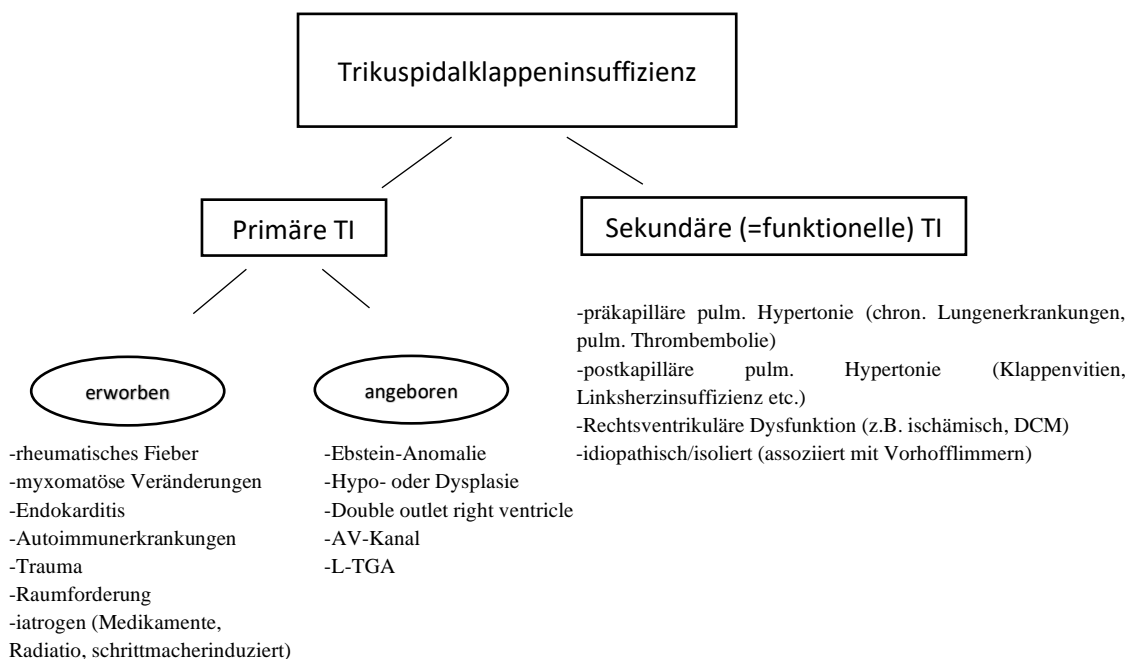 Trikuspidalklappeninsuffizienz
Primäre TI
Sekundäre (=funktionelle) TI
erworben
-rheumatisches Fieber
-myxomatöse Veränderungen
-Endokarditis
-Autoimmunerkrankungen
-Trauma
-Raumforderung
-iatrogen (Medikamente,
Radiatio, schrittmacherinduziert)
angeboren
-Ebstein-Anomalie
-Hypo- oder Dysplasie
-Double outlet right ventricle
-AV-Kanal
-L-TGA
-präkapilläre pulm. Hypertonie (chron. Lungenerkrankungen,
pulm. Thrombembolie)
-postkapilläre pulm. Hypertonie (Klappenvitien,
Linksherzinsuffizienz etc.)
-Rechtsventrikuläre Dysfunktion (z.B. ischämisch, DCM)
-idiopathisch/isoliert (assoziiert mit Vorhofflimmern)